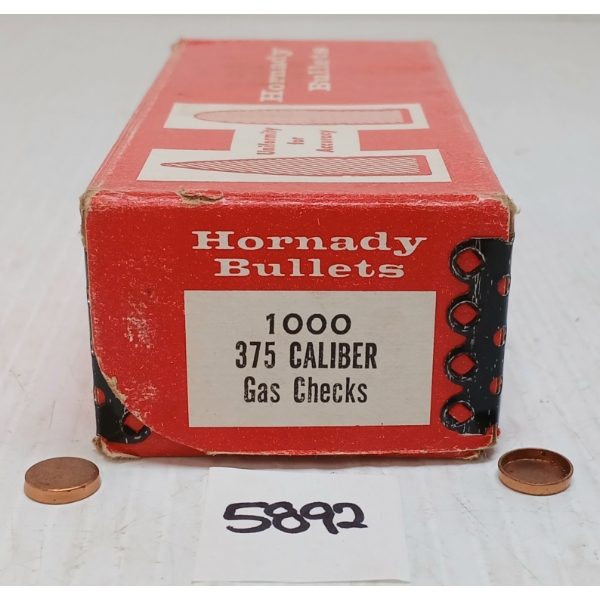 Hornady
Bullets
Uniformity
for
Accuracy
Hornady
Bullets
1000
375 CALIBER
Gas Checks
5892